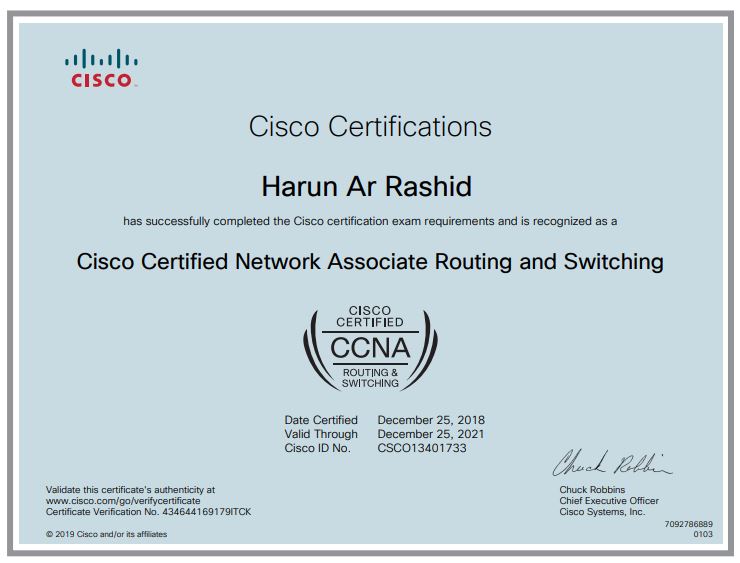 CISCO
Cisco Certifications
Harun Ar Rashid
has successfully completed the Cisco certification exam requirements and is recognized as a
Cisco Certified Network Associate Routing and Switching
CISCO
CERTIFIED
CCNA
ROUTING &
SWITCHING
Date Certified December 25, 2018
Valid Through December 25, 2021
Cisco ID No. CSCO13401733
Chuck Robbins
Validate this certificate's authenticity at
www.cisco.com/go/verifycertificate
Certificate Verification No. 434644169179ITCK
Chuck Robbins
Chief Executive Officer
Cisco Systems, Inc.
© 2019 Cisco and/or its affiliates
7092786889
0103